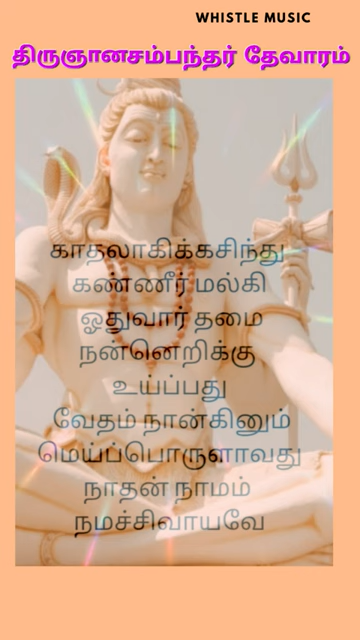 WHISTLE MUSIC
திருஞானசம்பந்தர் தேவாரம்
காதலாகிக்கசிந்து
கண்ணீர் மல்கி
ஓதுவார் தமை
நன்னெறிக்கு
உய்ப்பது
வேதம் நான்கினும்
மெய்ப்பொருளாவது
நாதன் நாமம்
நமச்சிவாயவே